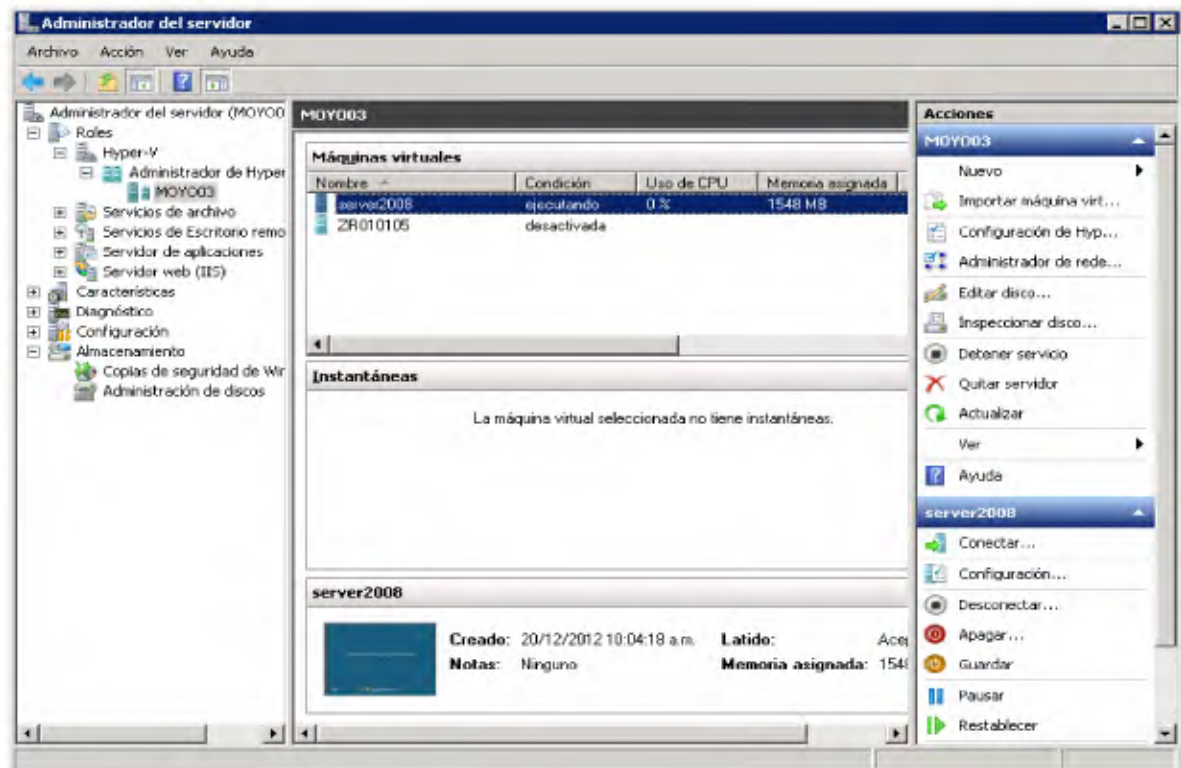 Administrador del servidor
Archivo Acción Ver Ayuda
Administrador del servidor (MOYO0
Roles
Hyper-V
Administrador de Hyper
MOYO03
Servicios de archivo
Servicios de Escritorio remo
Servidor de aplicaciones
Servidor web (IIS)
Características
Diagnóstico
Configuración
Almacenamiento
Copias de seguridad de Wir
Administración de discos
MOYO03
Máquinas virtuales
Nombre Condición Uso de CPU Memoria asignada
server2008 ejecutando 0 % 1548 MB
ZR010105 desactivada
Instantáneas
La máquina virtual seleccionada no tiene instantáneas.
server2008
Creado: 20/12/2012 10:04:18 a.m. Latido: Acep
Notas: Ninguno Memoria asignada: 1548
Acciones
MOYO03
Nuevo
Importar máquina virt...
Configuración de Hyp...
Administrador de rede...
Editar disco...
Inspeccionar disco...
Detener servicio
Quitar servidor
Actualizar
Ver
Ayuda
server2008
Conectar...
Configuración...
Desconectar...
Apagar...
Guardar
Pausar
Restablecer